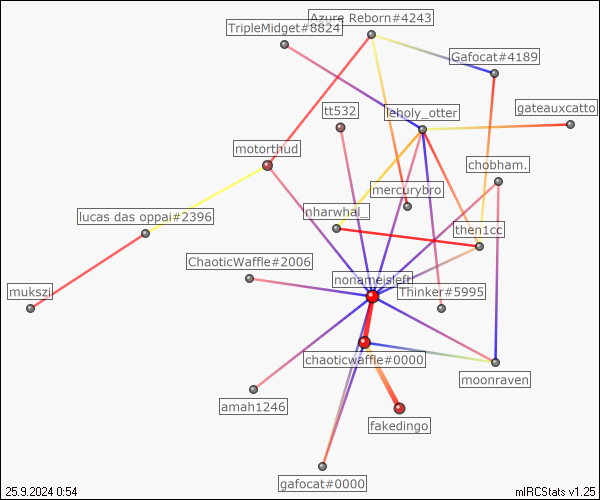 Azure Reborn#4243
TripleMidget#8824
Gafocat#4189
gateauxcatto
tt532
leholy_otter
motorthud
chobham.
mercurybro
nharwhal_
lucas das oppai#2396
then1cc
ChaoticWaffle#2006
nonameisleft
Thinker#5995
mukszi
chaoticwaffle#0000
moonraven
amah1246
fakedingo
gafocat#0000
25.9.2024 0:54
mIRCStats v1.25